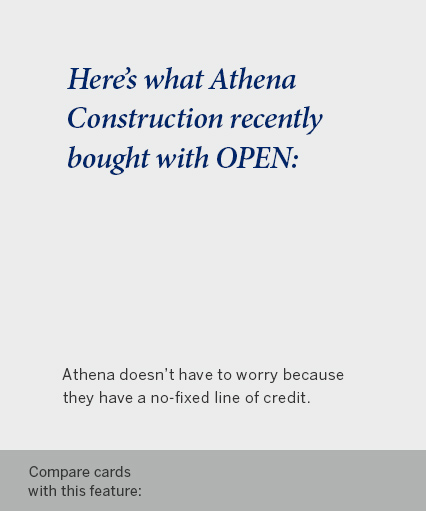 Here's what Athena
Construction recently
bought with OPEN:
Athena doesn't have to worry because
they have a no-fixed line of credit.
Compare cards
with this feature: